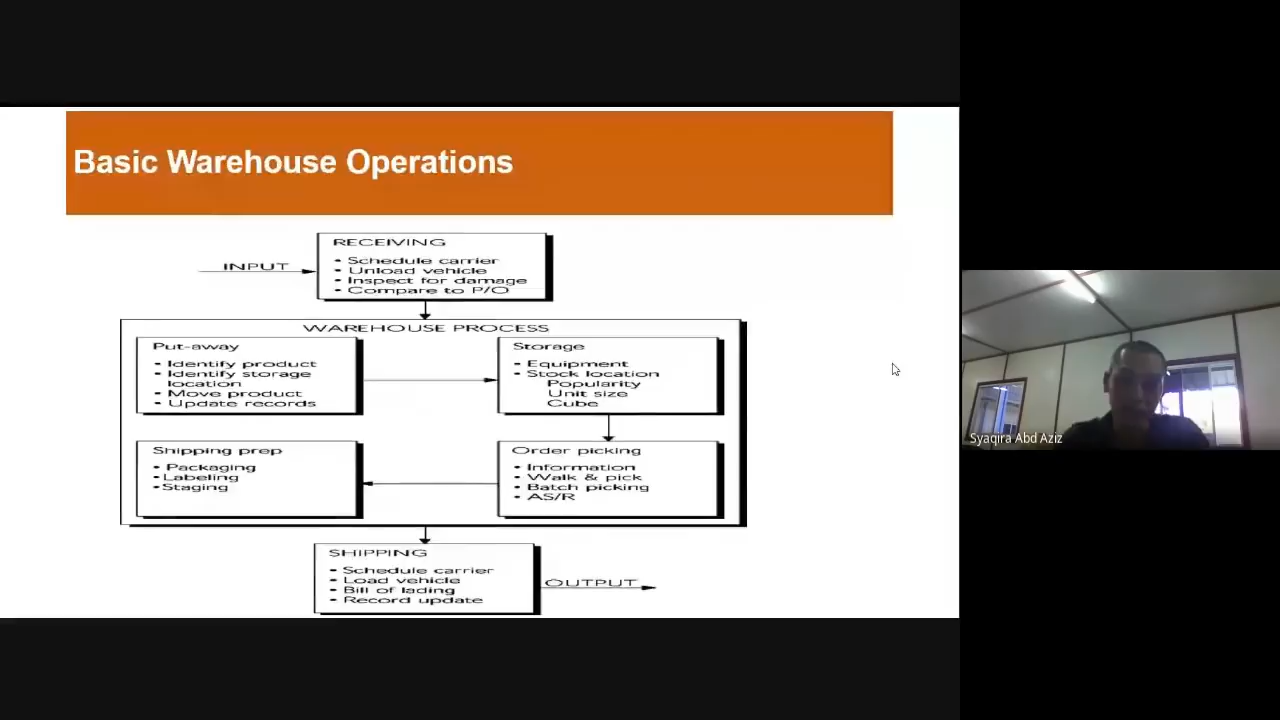 Basic Warehouse Operations
INPUT
RECEIVING
• Schedule carrier
• Unload vehicle
• Inspect for damage
• Compare to P/O
WAREHOUSE PROCESS
Put-away
• Identify product
• Identify storage
location
• Move product
• Update records
Storage
• Equipment
• Stock location
Popularity
Unit size
Cube
Order picking
• Information
• Walk & pick
• Batch picking
• AS/R
Shipping prep
• Packaging
• Labeling
• Staging
SHIPPING
• Schedule carrier
• Load vehicle
• Bill of lading
• Record update
OUTPUT
Syaqira Abd Aziz